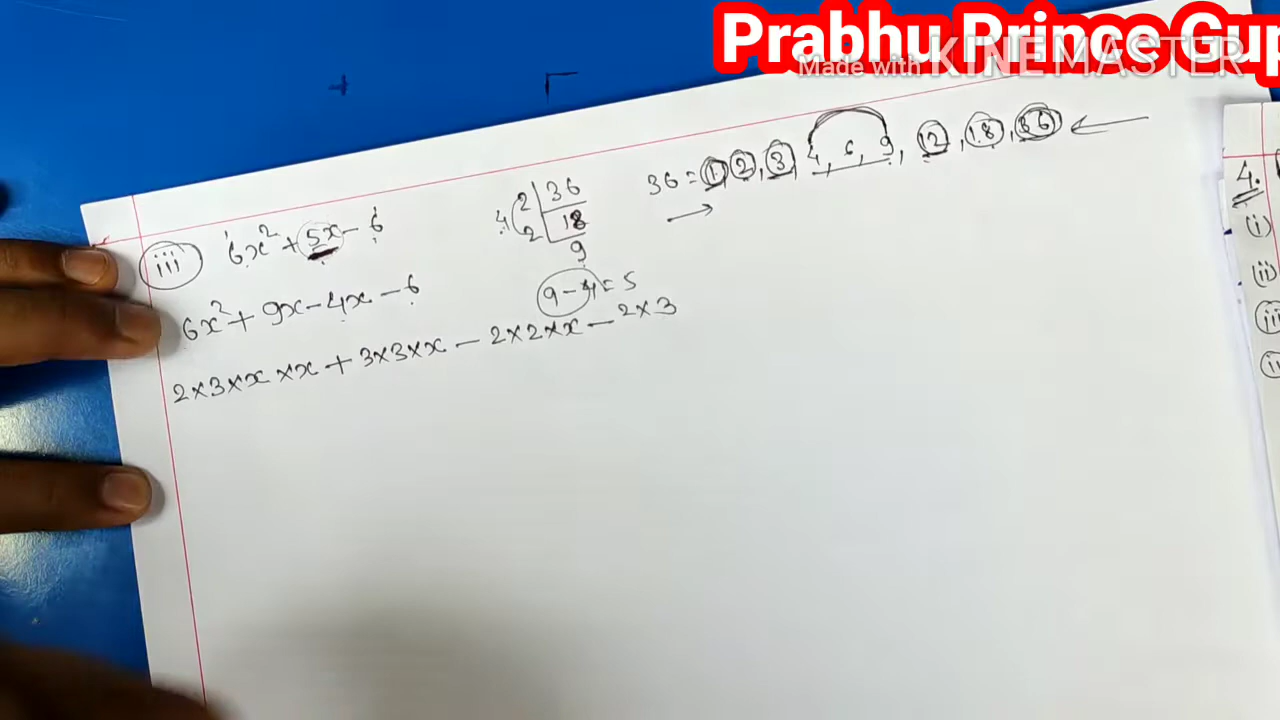 Prabhu Prince Gup
Made with KINEMASTER
36 = 1, 2, 3, 4, 6, 9, 12, 18, 36 ←
→
iii 6x² + 5x - 6
2 | 36
4 ( 2 | 18
9
6x² + 9x - 4x - 6
9 - 4 = 5
2×3×x×x + 3×3×x - 2×2×x - 2×3
4.
(i)
(ii)